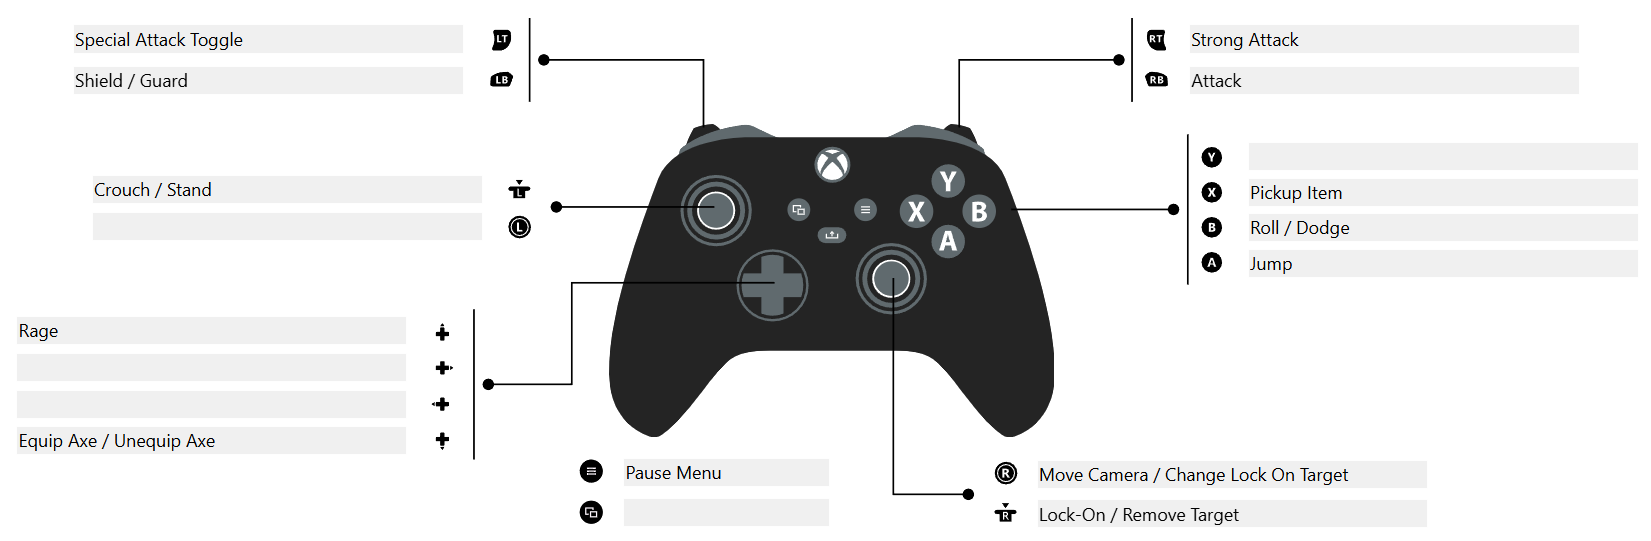 Special Attack Toggle LT
Shield / Guard LB
RT Strong Attack
RB Attack
Crouch / Stand L
L
Y
X B
A
Y
X Pickup Item
B Roll / Dodge
A Jump
Rage
Equip Axe / Unequip Axe
Pause Menu
R Move Camera / Change Lock On Target
R Lock-On / Remove Target